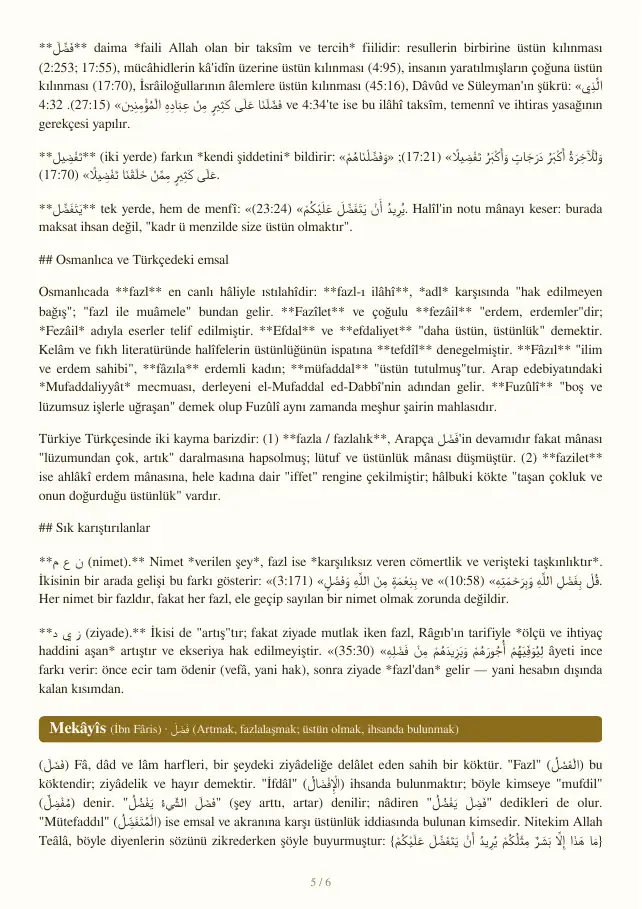 **فَضَّلَ** daima *faili Allah olan bir taksîm ve tercih* fiilidir: resullerin birbirine üstün kılınması
(2:253; 17:55), mücâhidlerin kâ'idîn üzerine üstün kılınması (4:95), insanın yaratılmışların çoğuna üstün
kılınması (17:70), İsrâiloğullarının âlemlere üstün kılınması (45:16), Dâvûd ve Süleyman'ın şükrü: «الَّذِى
فَضَّلَنَا عَلَى كَثِيرٍ مِنْ عِبَادِهِ الْمُؤْمِنِينَ» (27:15). 4:32 ve 4:34'te ise bu ilâhî taksîm, temennî ve ihtiras yasağının
gerekçesi yapılır.
**تَفْضِيل** (iki yerde) farkın *kendi şiddetini* bildirir: «وَلَلْآخِرَةُ أَكْبَرُ دَرَجَاتٍ وَأَكْبَرُ تَفْضِيلًا» (17:21); «وَفَضَّلْنَاهُمْ
عَلَى كَثِيرٍ مِمَّنْ خَلَقْنَا تَفْضِيلًا» (17:70).
**يَتَفَضَّلَ** tek yerde, hem de menfî: «يُرِيدُ أَنْ يَتَفَضَّلَ عَلَيْكُمْ» (23:24). Halîl'in notu mânayı keser: burada
maksat ihsan değil, "kadr ü menzilde size üstün olmaktır".
## Osmanlıca ve Türkçedeki emsal
Osmanlıcada **fazl** en canlı hâliyle ıstılahîdir: **fazl-ı ilâhî**, *adl* karşısında "hak edilmeyen
bağış"; "fazl ile muâmele" bundan gelir. **Fazîlet** ve çoğulu **fezâil** "erdem, erdemler"dir;
*Fezâil* adıyla eserler telif edilmiştir. **Efdal** ve **efdaliyet** "daha üstün, üstünlük" demektir.
Kelâm ve fıkh literatüründe halîfelerin üstünlüğünün ispatına **tefdîl** denegelmiştir. **Fâzıl** "ilim
ve erdem sahibi", **fâzıla** erdemli kadın; **müfaddal** "üstün tutulmuş"tur. Arap edebiyatındaki
*Mufaddaliyyât* mecmuası, derleyeni el-Mufaddal ed-Dabbî'nin adından gelir. **Fuzûlî** "boş ve
lüzumsuz işlerle uğraşan" demek olup Fuzûlî aynı zamanda meşhur şairin mahlasıdır.
Türkiye Türkçesinde iki kayma barizdir: (1) **fazla / fazlalık**, Arapça فَضْل'in devamıdır fakat mânası
"lüzumundan çok, artık" daralmasına hapsolmuş; lütuf ve üstünlük mânası düşmüştür. (2) **fazilet**
ise ahlâkî erdem mânasına, hele kadına dair "iffet" rengine çekilmiştir; hâlbuki kökte "taşan çokluk ve
onun doğurduğu üstünlük" vardır.
## Sık karıştırılanlar
**ن ع م (nimet).** Nimet *verilen şey*, fazl ise *karşılıksız veren cömertlik ve verişteki taşkınlıktır*.
İkisinin bir arada gelişi bu farkı gösterir: «بِنِعْمَةٍ مِنَ اللَّهِ وَفَضْلٍ» (3:171) ve «قُلْ بِفَضْلِ اللَّهِ وَبِرَحْمَتِهِ» (10:58).
Her nimet bir fazldır, fakat her fazl, ele geçip sayılan bir nimet olmak zorunda değildir.
**ز ي د (ziyade).** İkisi de "artış"tır; fakat ziyade mutlak iken fazl, Râgıb'ın tarifiyle *ölçü ve ihtiyaç
haddini aşan* artıştır ve ekseriya hak edilmeyiştir. «لِيُوَفِّيَهُمْ أُجُورَهُمْ وَيَزِيدَهُمْ مِنْ فَضْلِهِ» (35:30) âyeti ince
farkı verir: önce ecir tam ödenir (vefâ, yani hak), sonra ziyade *fazl'dan* gelir — yani hesabın dışında
kalan kısımdan.
Mekâyîs (İbn Fâris) · فَضَلَ (Artmak, fazlalaşmak; üstün olmak, ihsanda bulunmak)
(فَضَلَ) Fâ, dâd ve lâm harfleri, bir şeydeki ziyâdeliğe delâlet eden sahih bir köktür. "Fazl" (الْفَضْلُ) bu
köktendir; ziyâdelik ve hayır demektir. "İfdâl" (الْإِفْضَالُ) ihsanda bulunmaktır; böyle kimseye "mufdil"
(مُفْضِل) denir. "فَضَلَ الشَّيْءُ يَفْضُلُ" (şey arttı, artar) denilir; nâdiren "فَضِلَ يَفْضُلُ" dedikleri de olur.
"Mütefaddıl" (الْمُتَفَضِّلُ) ise emsal ve akranına karşı üstünlük iddiasında bulunan kimsedir. Nitekim Allah
Teâlâ, böyle diyenlerin sözünü zikrederken şöyle buyurmuştur: {مَا هَذَا إِلَّا بَشَرٌ مِثْلُكُمْ يُرِيدُ أَنْ يَتَفَضَّلَ عَلَيْكُمْ}
5 / 6